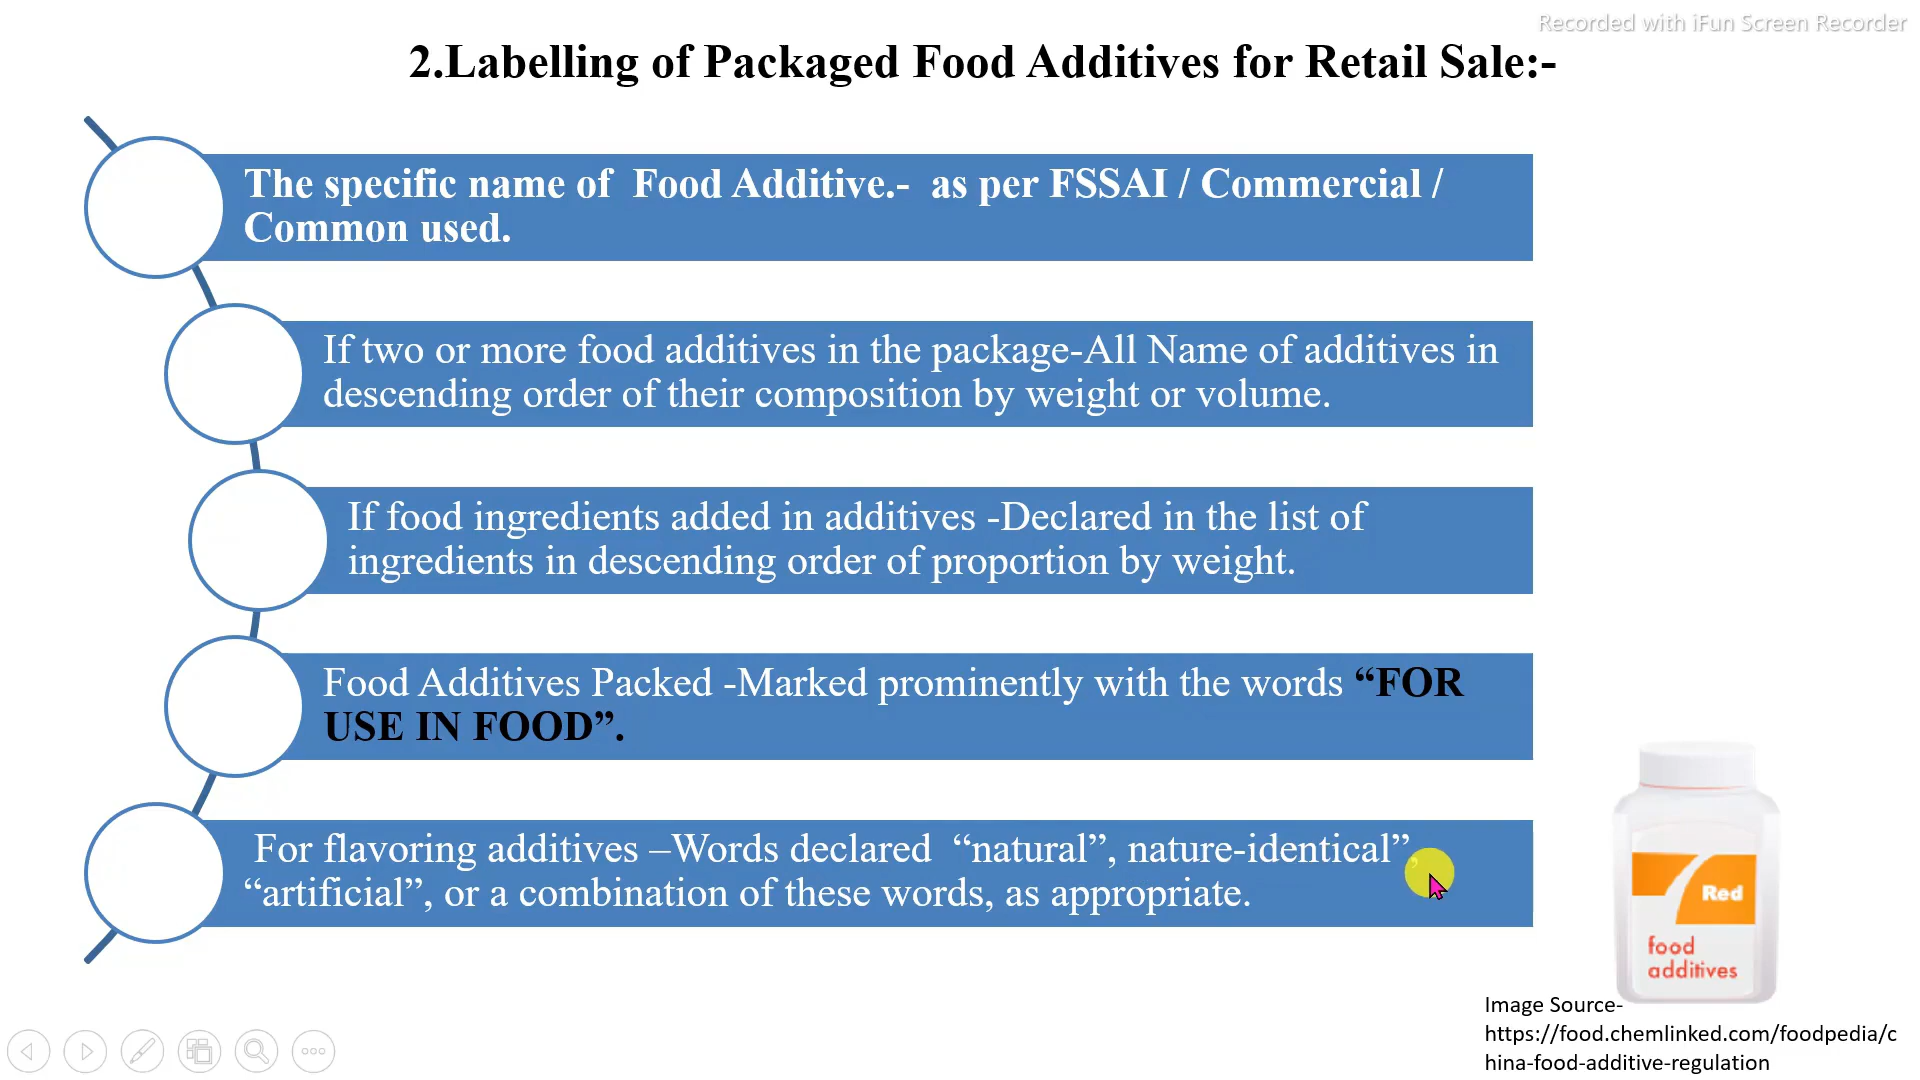 Recorded with iFun Screen Recorder
2.Labelling of Packaged Food Additives for Retail Sale:-
The specific name of Food Additive.- as per FSSAI / Commercial /
Common used.
If two or more food additives in the package-All Name of additives in
descending order of their composition by weight or volume.
If food ingredients added in additives -Declared in the list of
ingredients in descending order of proportion by weight.
Food Additives Packed -Marked prominently with the words “FOR
USE IN FOOD”.
For flavoring additives –Words declared “natural”, nature-identical”,
“artificial”, or a combination of these words, as appropriate.
Red
food
additives
Image Source-
https://food.chemlinked.com/foodpedia/c
hina-food-additive-regulation